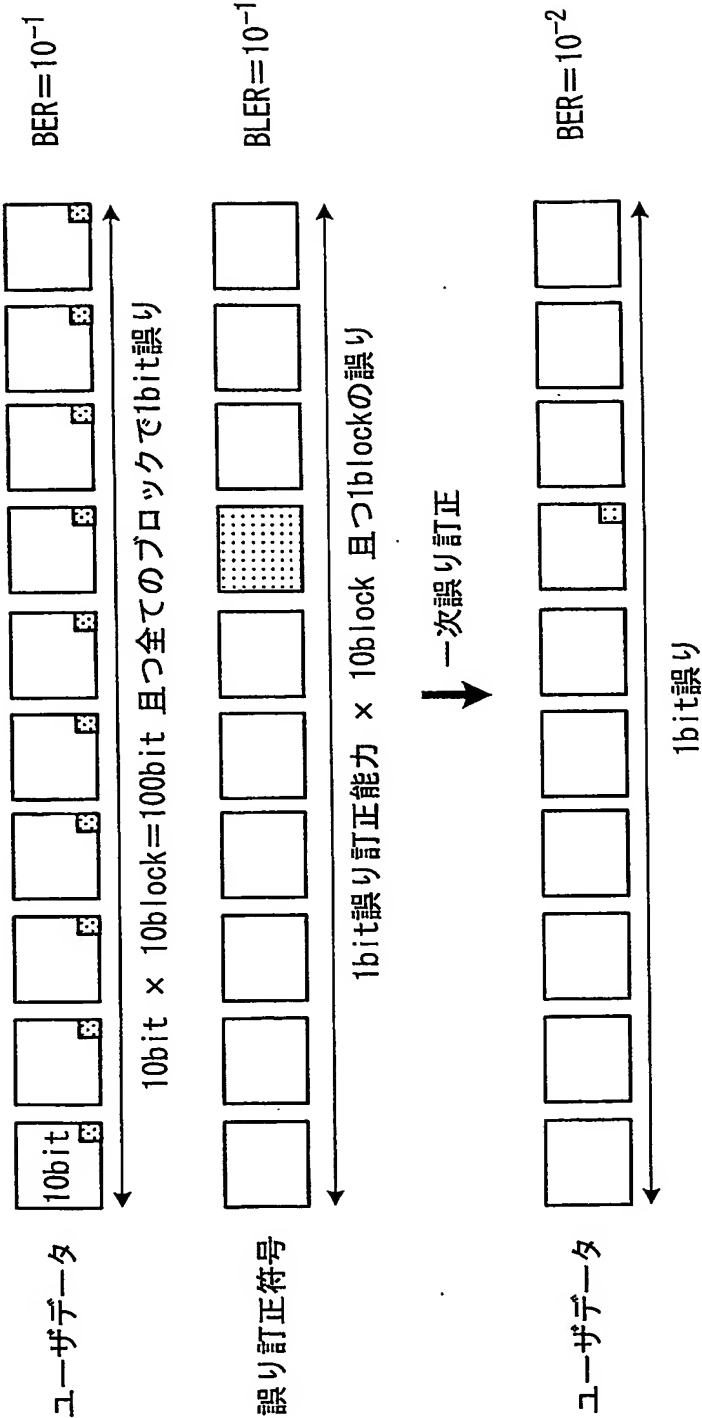 ユーザデータ
10bit
BER=10⁻¹
10bit × 10block=100bit 且つ全てのブロックで1bit誤り
誤り訂正符号
BLER=10⁻¹
1bit誤り訂正能力 × 10block 且つ1blockの誤り
一次誤り訂正
ユーザデータ
BER=10⁻²
1bit誤り